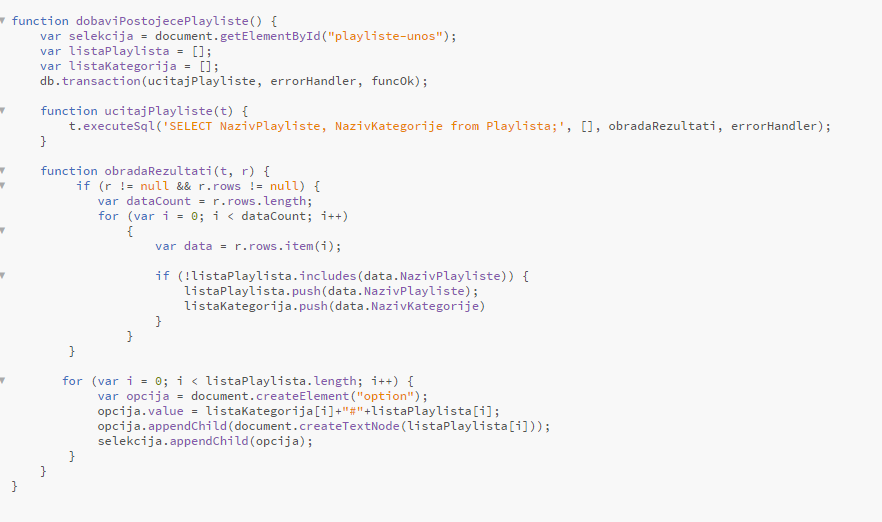 function dobaviPostojecePlayliste() {
    var selekcija = document.getElementById("playliste-unos");
    var listaPlaylista = [];
    var listaKategorija = [];
    db.transaction(ucitajPlayliste, errorHandler, funcOk);

    function ucitajPlayliste(t) {
        t.executeSql('SELECT NazivPlayliste, NazivKategorije from Playlista;', [], obradaRezultati, errorHandler);
    }

    function obradaRezultati(t, r) {
         if (r != null && r.rows != null) {
            var dataCount = r.rows.length;
            for (var i = 0; i < dataCount; i++)
                {
                    var data = r.rows.item(i);

                    if (!listaPlaylista.includes(data.NazivPlayliste)) {
                        listaPlaylista.push(data.NazivPlayliste);
                        listaKategorija.push(data.NazivKategorije)
                    }
                }
        }

       for (var i = 0; i < listaPlaylista.length; i++) {
            var opcija = document.createElement("option");
            opcija.value = listaKategorija[i]+"#"+listaPlaylista[i];
            opcija.appendChild(document.createTextNode(listaPlaylista[i]));
            selekcija.appendChild(opcija);
        }
    }
}